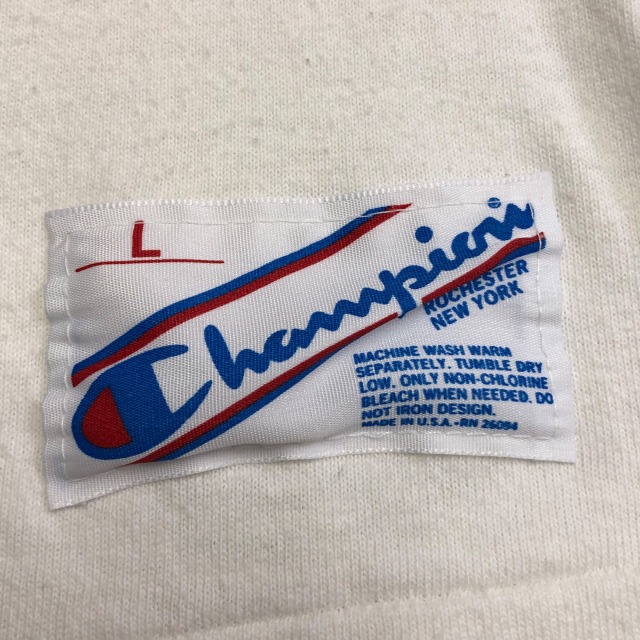 L
Champion
ROCHESTER
NEW YORK
MACHINE WASH WARM
SEPARATELY. TUMBLE DRY
LOW. ONLY NON-CHLORINE
BLEACH WHEN NEEDED. DO
NOT IRON DESIGN.
MADE IN U.S.A.-RN 26094